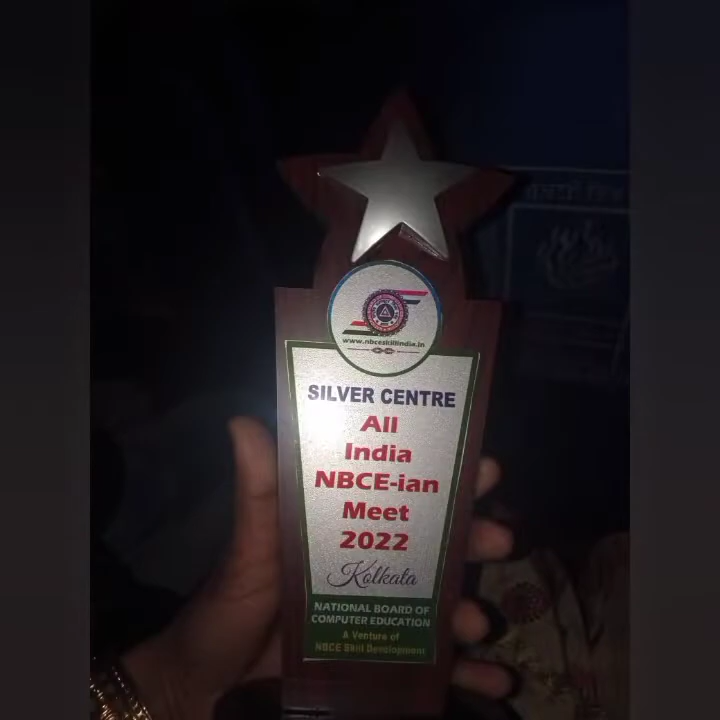 www.nbceskillindia.in
SILVER CENTRE
All
India
NBCE-ian
Meet
2022
Kolkata
NATIONAL BOARD OF
COMPUTER EDUCATION
A Venture of
NBCE Skill Development